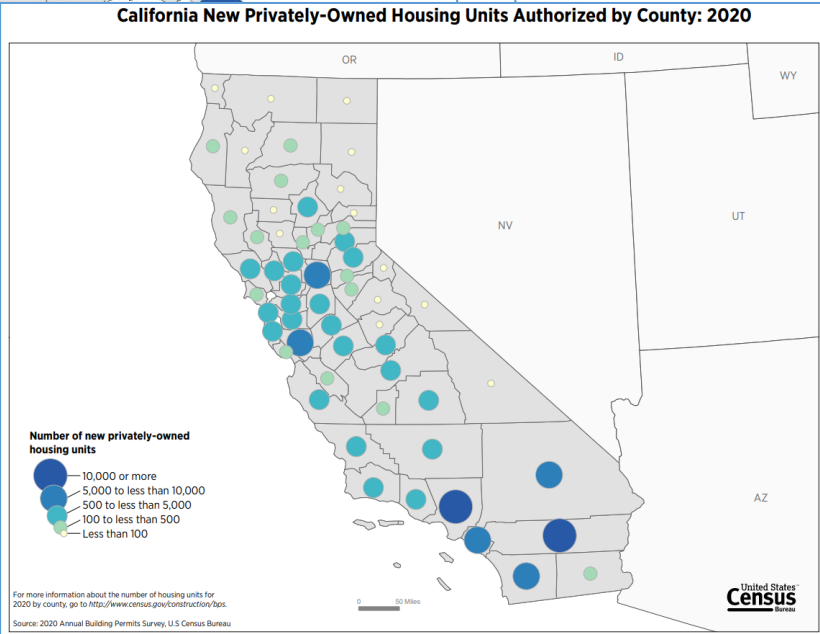 California New Privately-Owned Housing Units Authorized by County: 2020
OR
ID
WY
NV
UT
AZ
Number of new privately-owned
housing units
10,000 or more
5,000 to less than 10,000
500 to less than 5,000
100 to less than 500
Less than 100
For more information about the number of housing units for
2020 by county, go to http://www.census.gov/construction/bps.
Source: 2020 Annual Building Permits Survey, U.S Census Bureau
0 50 Miles
United States™
Census
Bureau